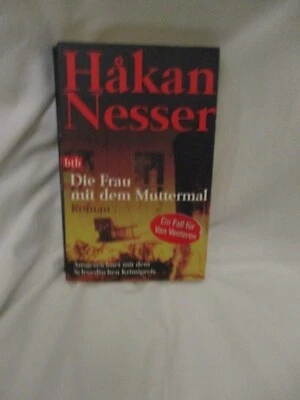 Håkan
Nesser
btb
Die Frau
mit dem Muttermal
Roman
Ein Fall für
Van Veeteren
Ausgezeichnet mit dem
Schwedischen Krimipreis